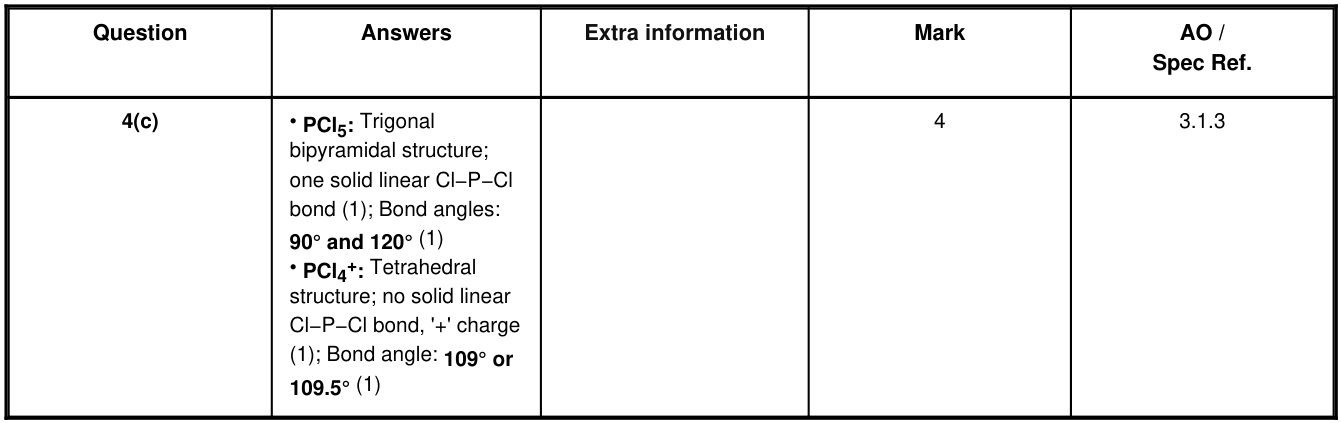 Question Answers Extra information Mark AO /
Spec Ref.
4(c) • PCl₅: Trigonal 4 3.1.3
bipyramidal structure;
one solid linear Cl–P–Cl
bond (1); Bond angles:
90° and 120° (1)
• PCl₄⁺: Tetrahedral
structure; no solid linear
Cl–P–Cl bond, '+' charge
(1); Bond angle: 109° or
109.5° (1)